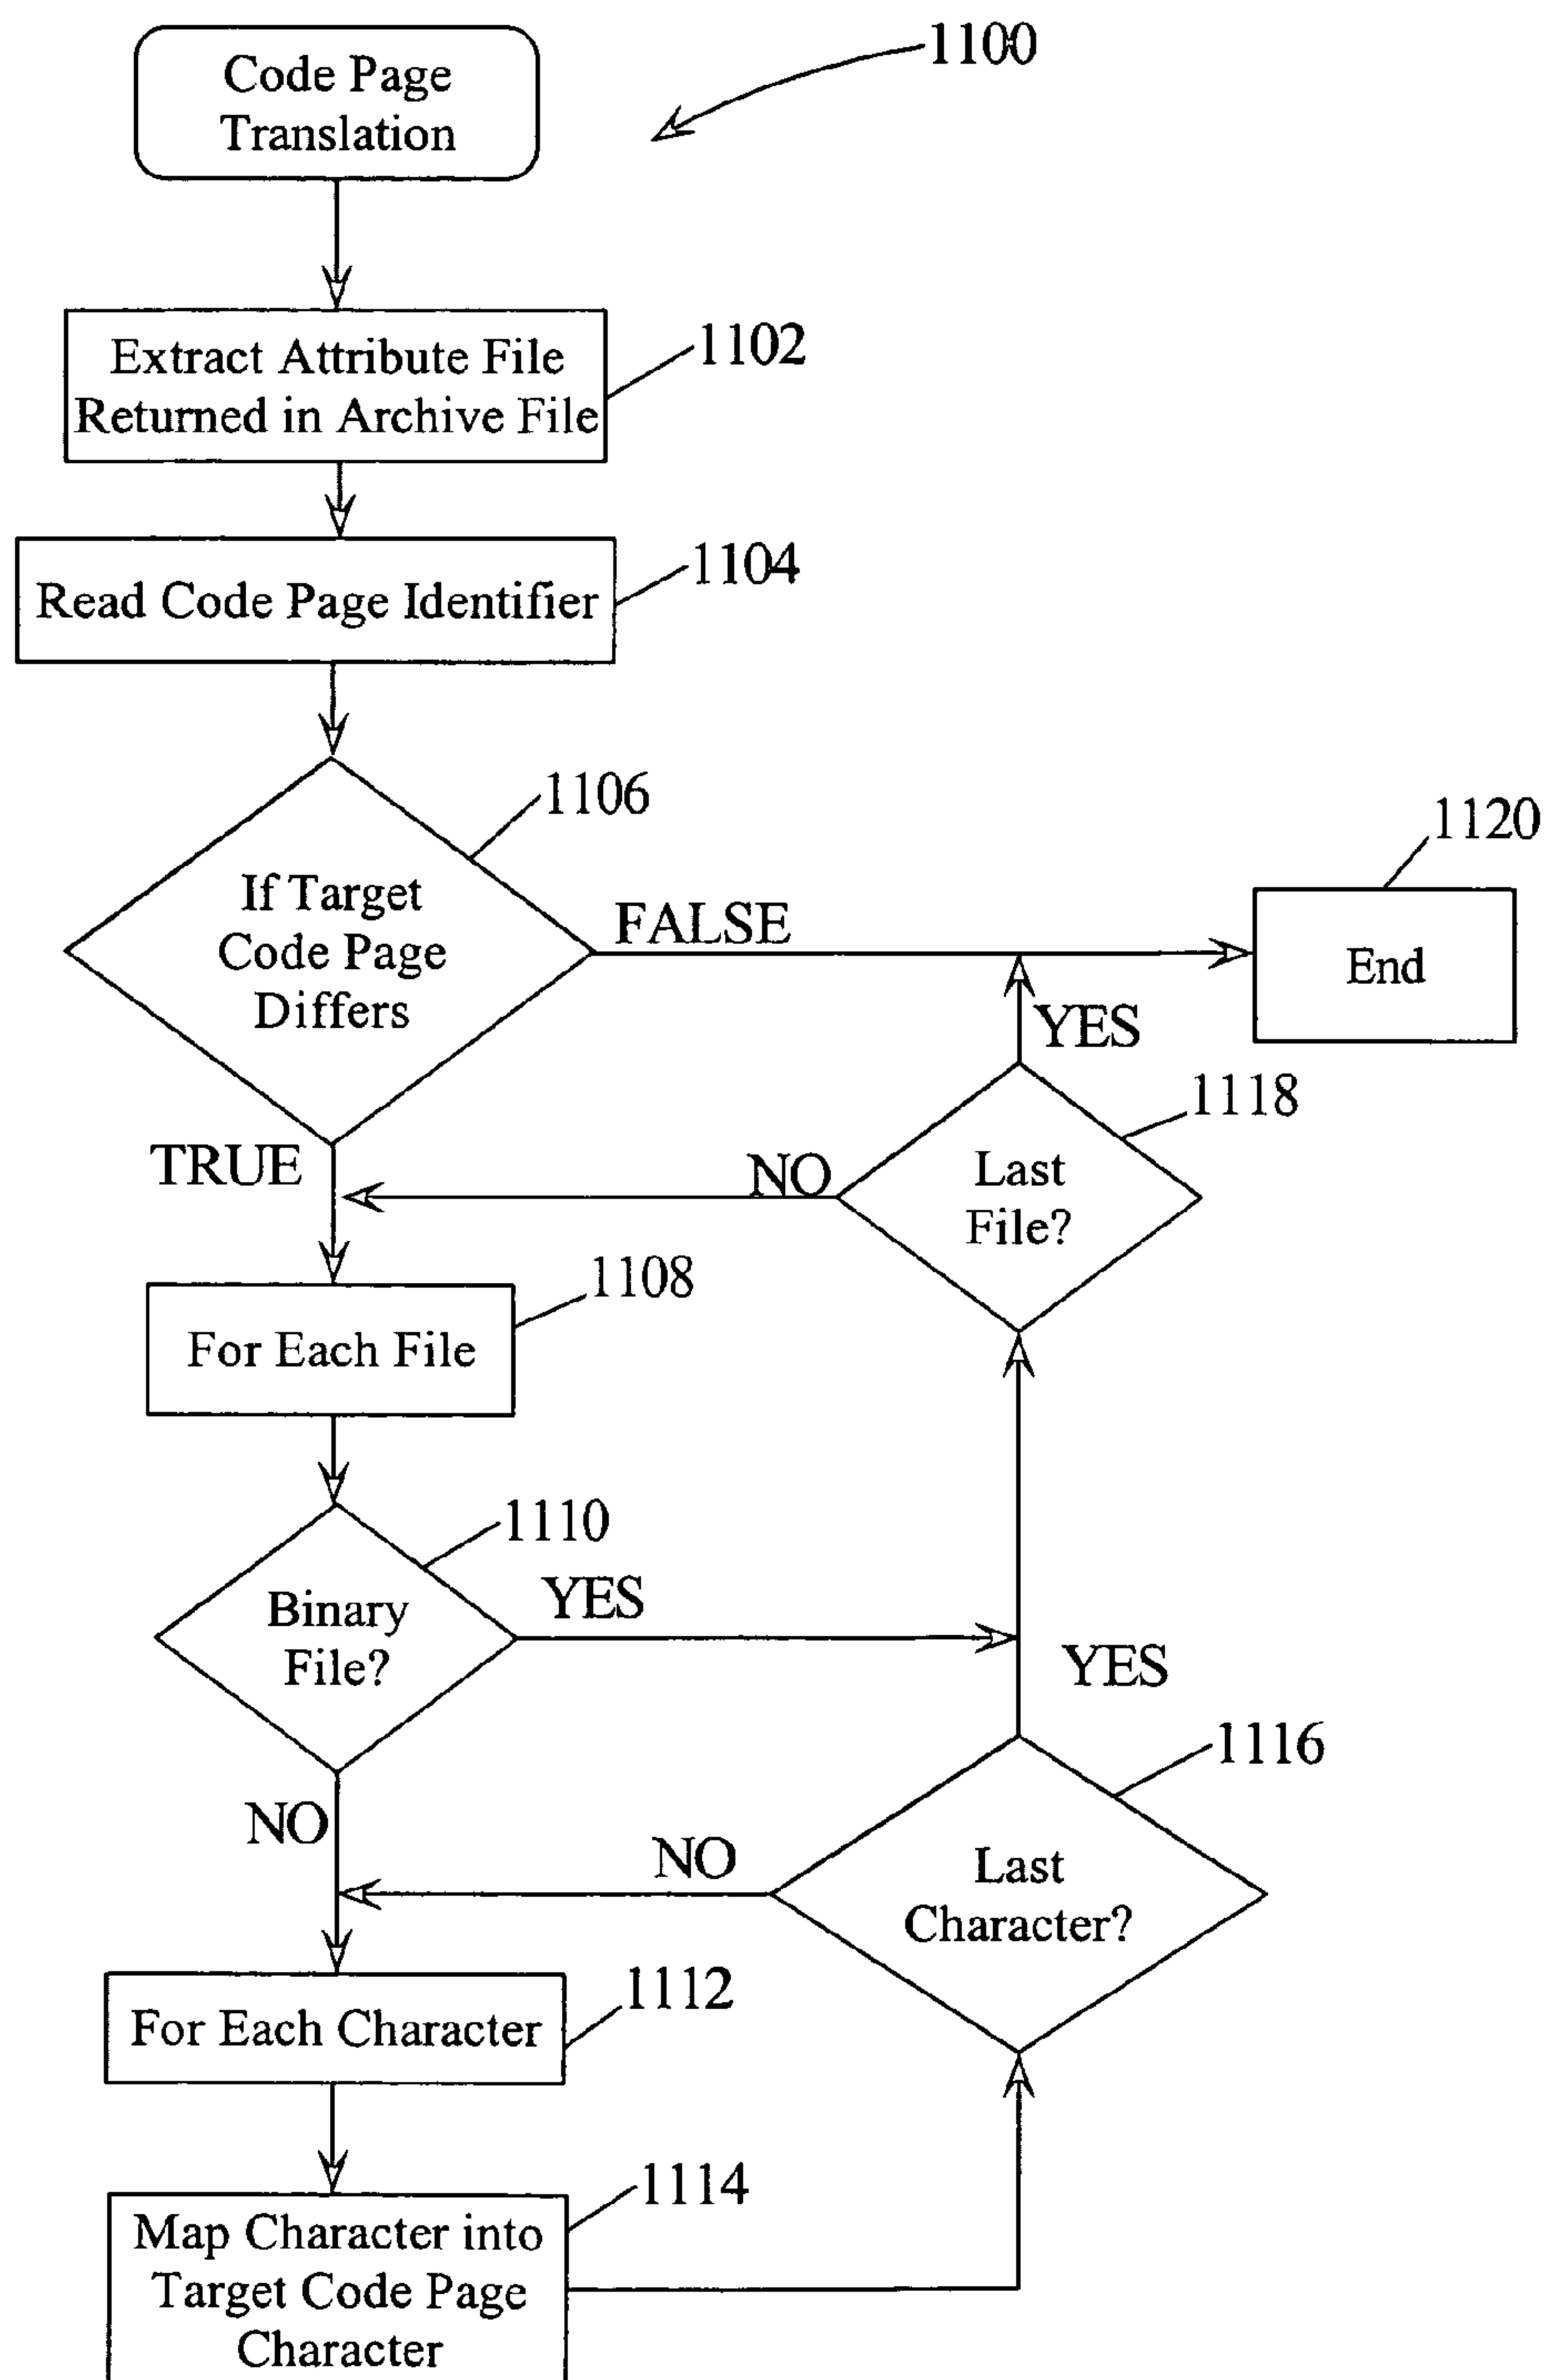 Code Page
Translation
1100
Extract Attribute File
Returned in Archive File
1102
Read Code Page Identifier
1104
If Target
Code Page
Differs
1106
FALSE
1120
End
YES
TRUE
NO
Last
File?
1118
For Each File
1108
Binary
File?
1110
YES
YES
NO
NO
Last
Character?
1116
For Each Character
1112
Map Character into
Target Code Page
Character
1114